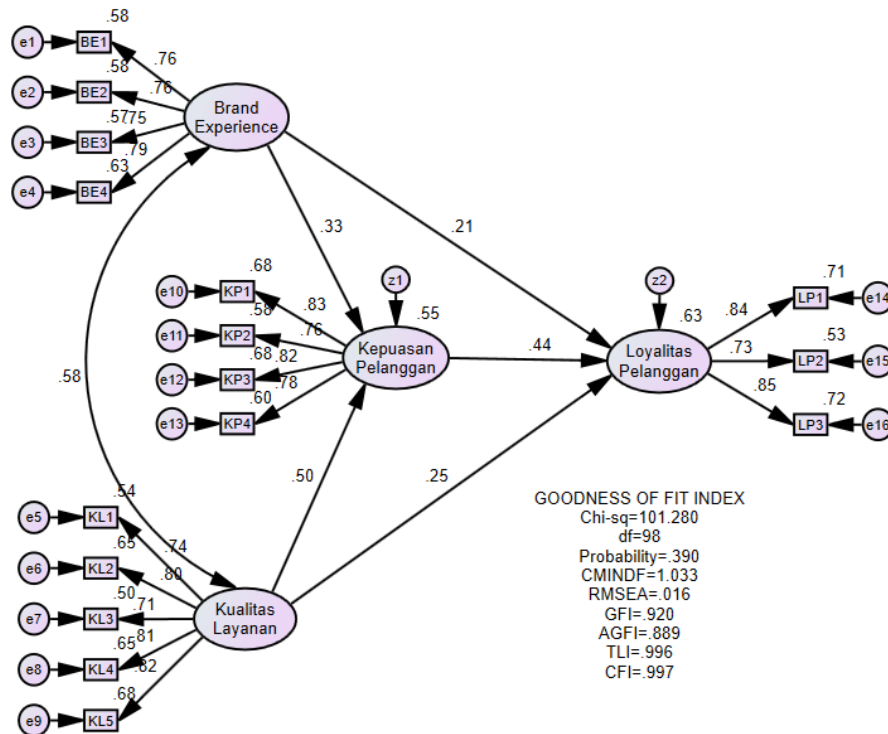 .58
e1
BE1
.76
.58
e2
BE2
.76
.57
.75
e3
BE3
.79
.63
e4
BE4
Brand
Experience
.33
.21
.68
e10
KP1
.83
.58
e11
KP2
.76
.68
e12
KP3
.82
.78
.60
e13
KP4
z1
.55
Kepuasan
Pelanggan
.44
z2
.63
Loyalitas
Pelanggan
.71
.84
LP1
e14
.53
.73
LP2
e15
.85
.72
LP3
e16
.58
.50
.25
.54
e5
KL1
.74
.65
e6
KL2
.80
.50
e7
KL3
.71
.81
.65
e8
KL4
.82
.68
e9
KL5
Kualitas
Layanan
GOODNESS OF FIT INDEX
Chi-sq=101.280
df=98
Probability=.390
CMINDF=1.033
RMSEA=.016
GFI=.920
AGFI=.889
TLI=.996
CFI=.997